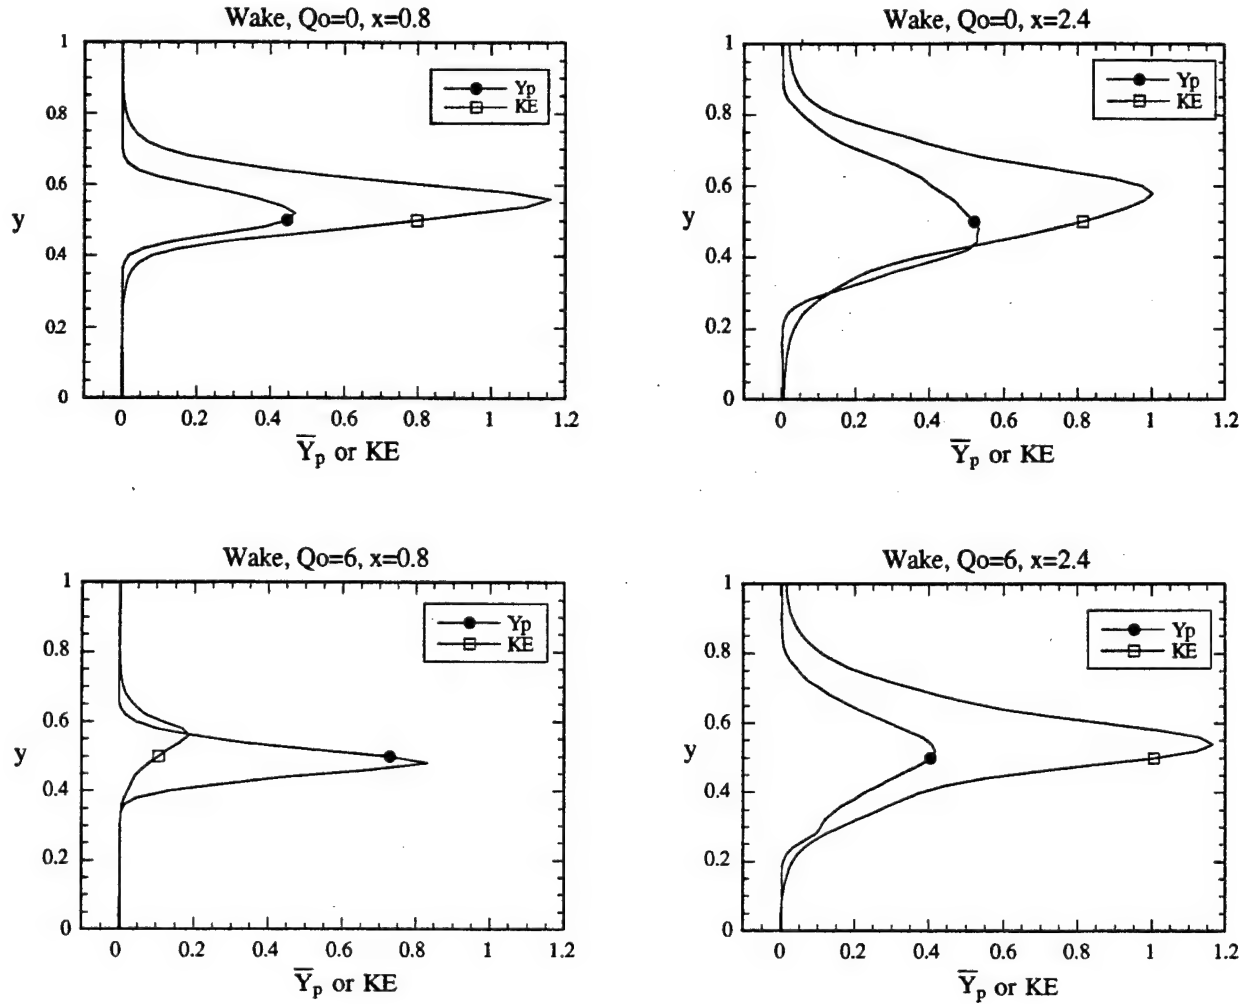 Wake, Qo=0, x=0.8
1
0.8
0.6
0.4
0.2
0
y
Yp
KE
0 0.2 0.4 0.6 0.8 1 1.2
Y̅p or KE
Wake, Qo=0, x=2.4
1
0.8
0.6
0.4
0.2
0
y
Yp
KE
0 0.2 0.4 0.6 0.8 1 1.2
Y̅p or KE
Wake, Qo=6, x=0.8
1
0.8
0.6
0.4
0.2
0
y
Yp
KE
0 0.2 0.4 0.6 0.8 1 1.2
Y̅p or KE
Wake, Qo=6, x=2.4
1
0.8
0.6
0.4
0.2
0
y
Yp
KE
0 0.2 0.4 0.6 0.8 1 1.2
Y̅p or KE